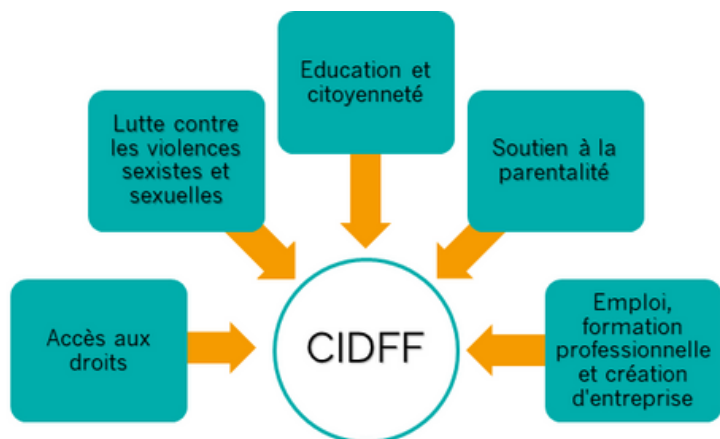 Accès aux
droits
Lutte contre
les violences
sexistes et
sexuelles
Education et
citoyenneté
Soutien à la
parentalité
Emploi,
formation
professionnelle
et création
d'entreprise
CIDFF